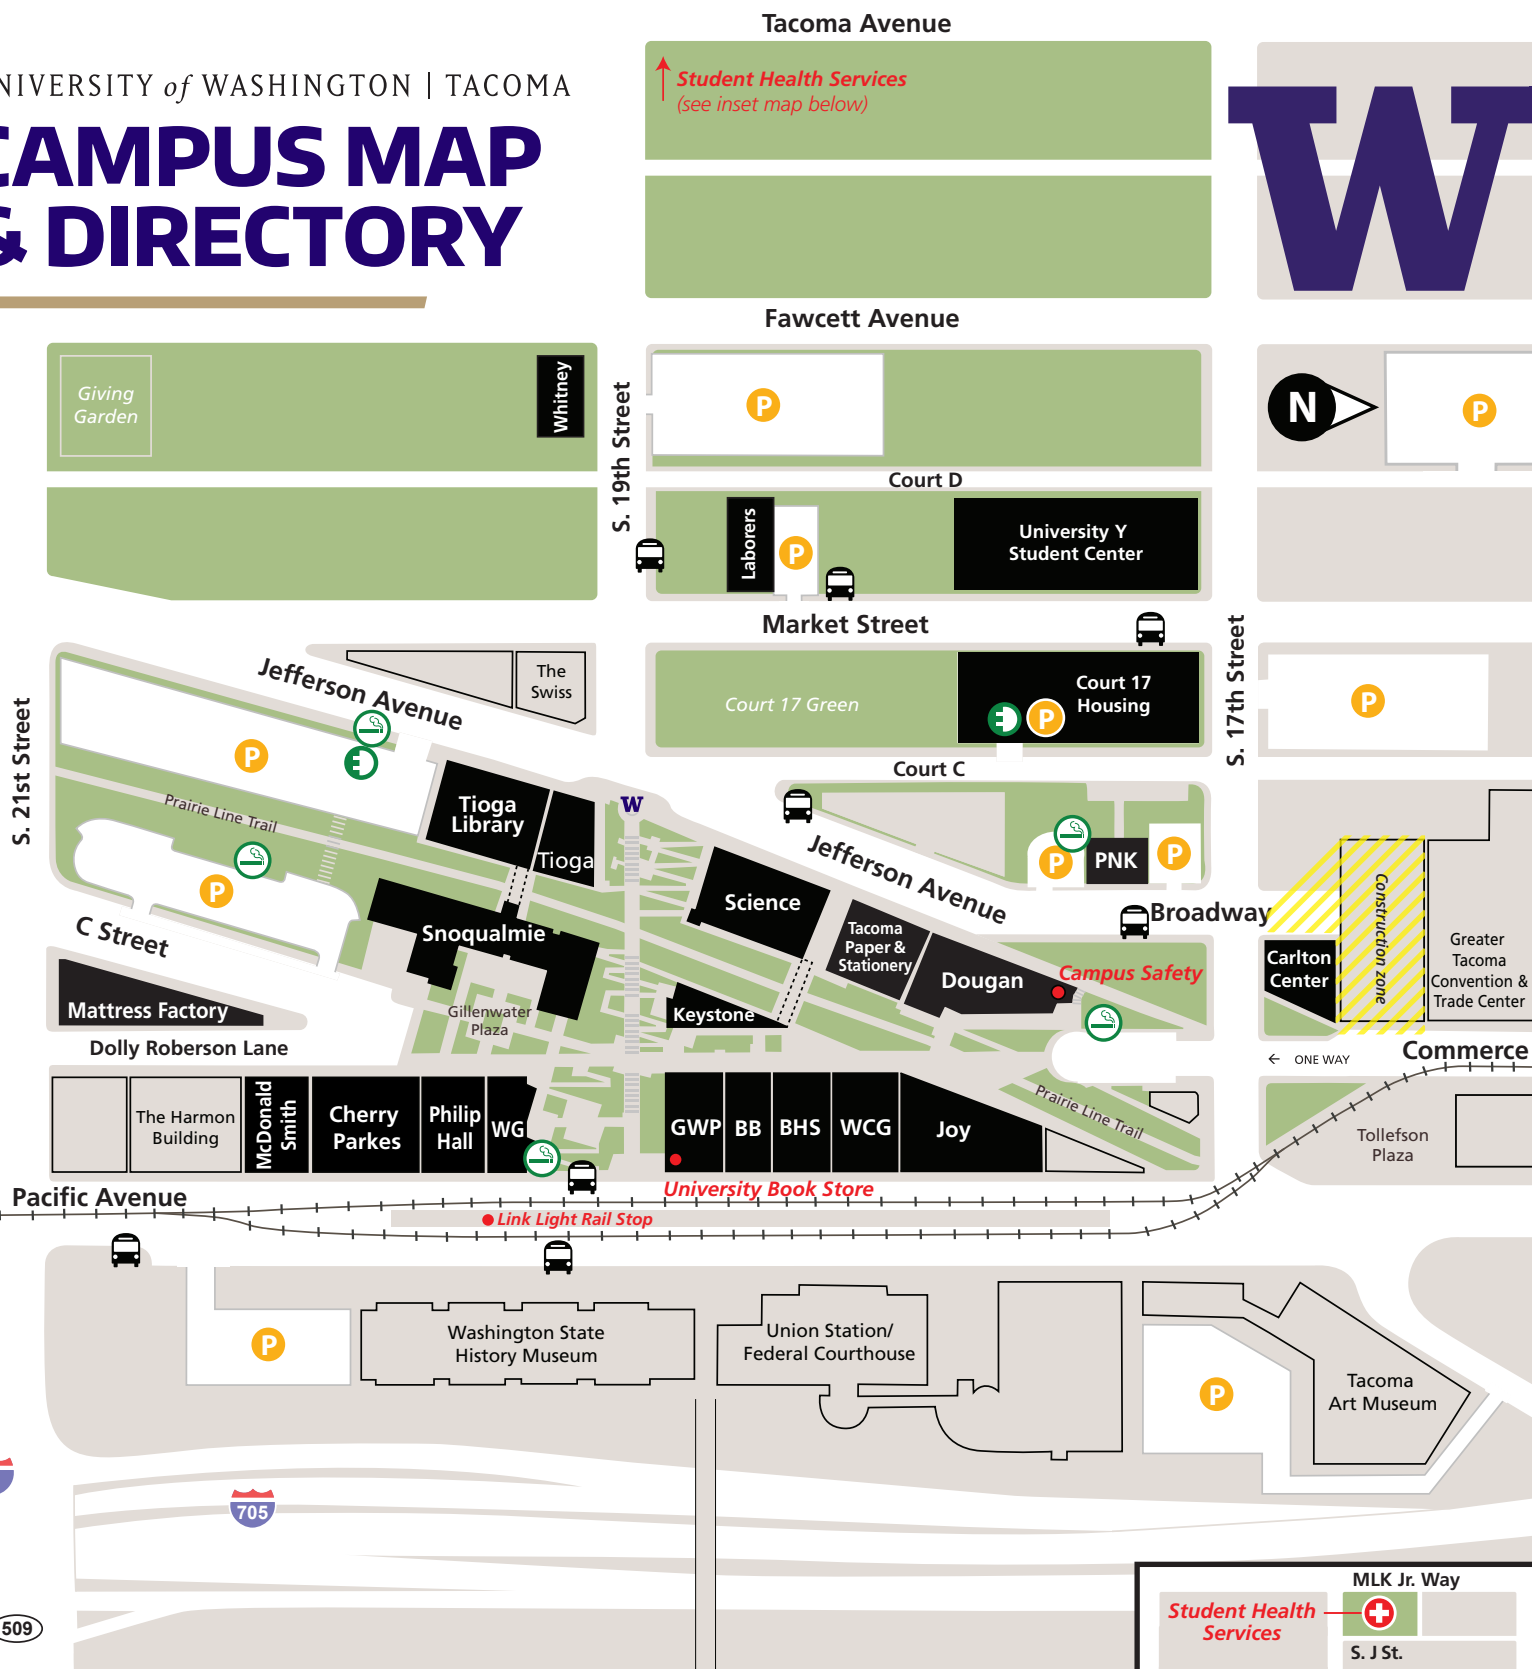 Tacoma Avenue
NIVERSITY of WASHINGTON | TACOMA
CAMPUS MAP
& DIRECTORY
Student Health Services
(see inset map below)
W
Fawcett Avenue
Giving
Garden
Whitney
S. 19th Street
P
N
P
Court D
Laborers
P
University Y
Student Center
Market Street
Jefferson Avenue
The
Swiss
Court 17 Green
Court 17
Housing
P
S. 17th Street
P
S. 21st Street
P
Court C
Prairie Line Trail
Tioga
Library
Tioga
W
Jefferson Avenue
P
PNK
P
P
C Street
Snoqualmie
Science
Tacoma
Paper &
Stationery
Dougan
Campus Safety
Broadway
Carlton
Center
Construction zone
Greater
Tacoma
Convention &
Trade Center
Mattress Factory
Gillenwater
Plaza
Keystone
Dolly Roberson Lane
← ONE WAY
Commerce
The Harmon
Building
McDonald
Smith
Cherry
Parkes
Philip
Hall
WG
GWP
BB
BHS
WCG
Joy
Prairie Line Trail
Tollefson
Plaza
Pacific Avenue
University Book Store
Link Light Rail Stop
P
Washington State
History Museum
Union Station/
Federal Courthouse
P
Tacoma
Art Museum
705
509
MLK Jr. Way
Student Health
Services
S. J St.